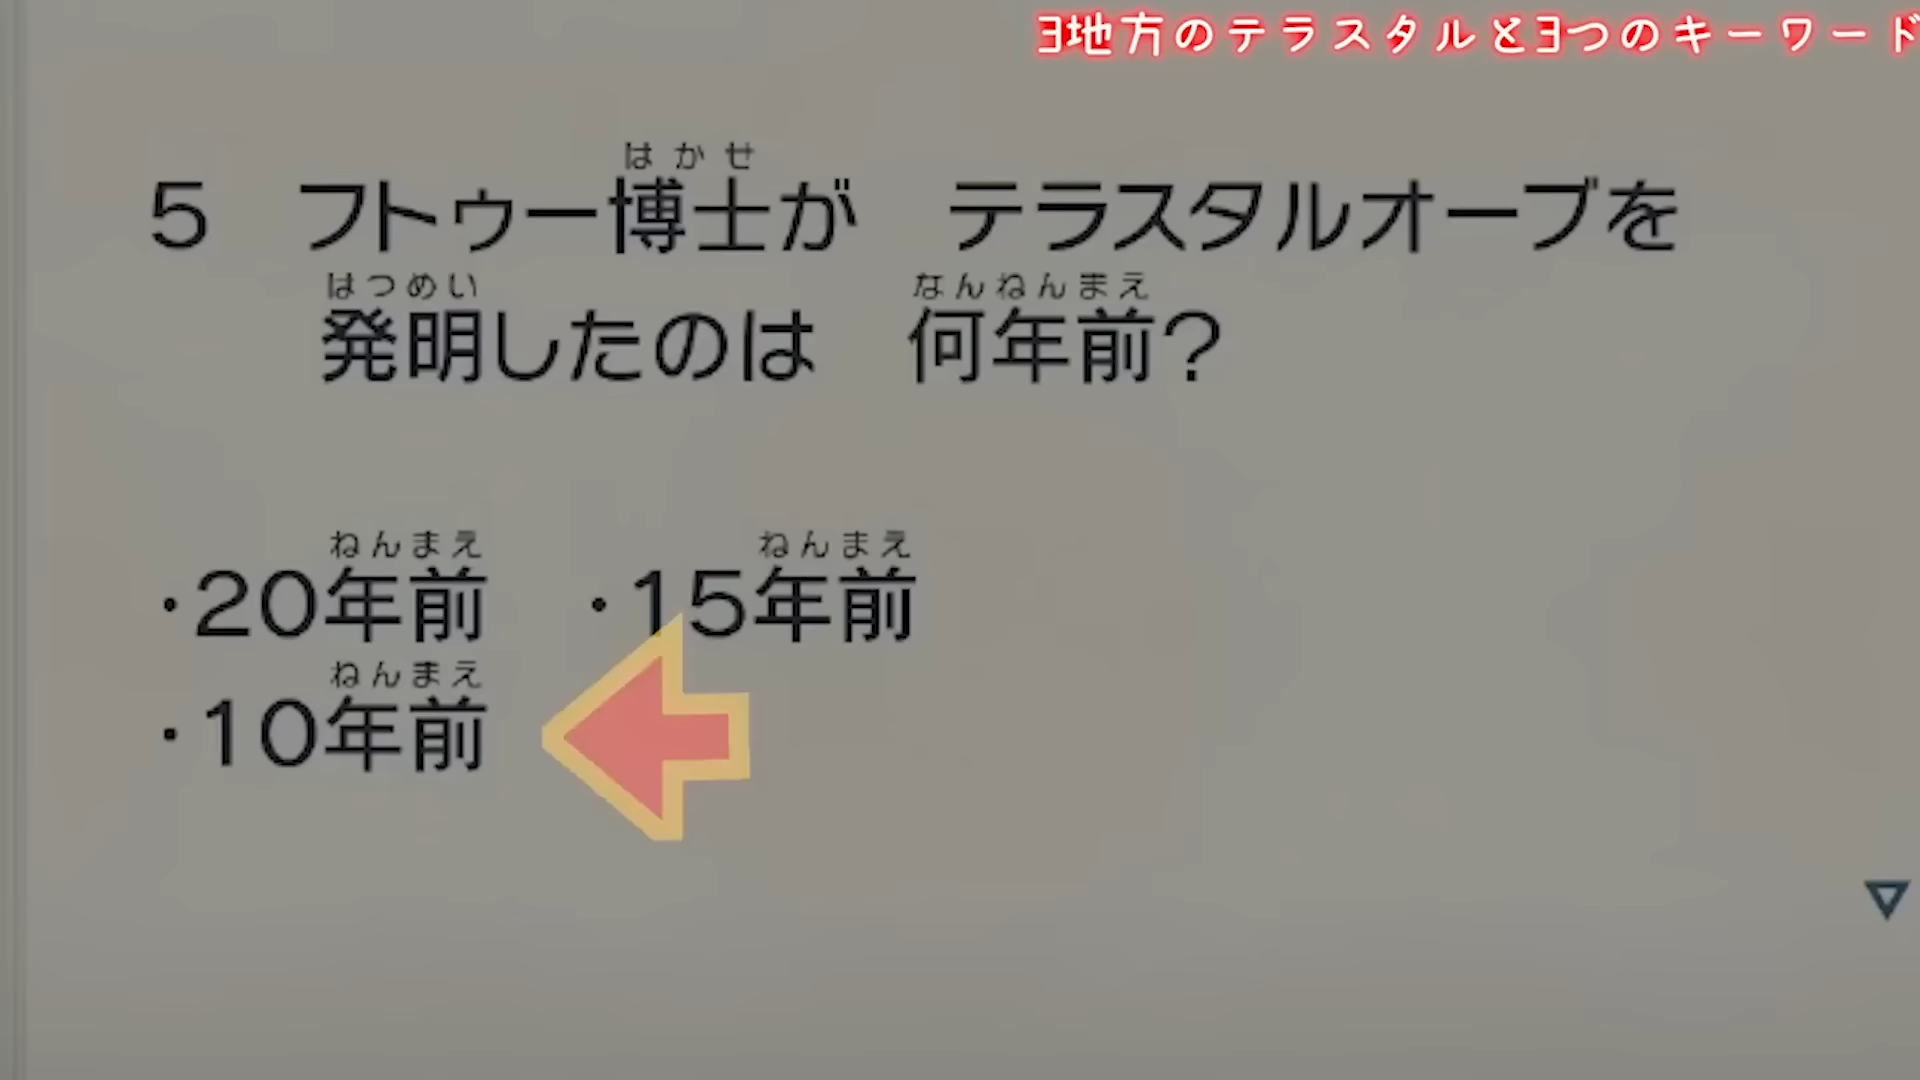 3地方のテラスタルと3つのキーワード
はかせ
5 フトゥー博士が テラスタルオーブを
はつめい なんねんまえ
発明したのは 何年前?
ねんまえ ねんまえ
・20年前 ・15年前
ねんまえ
・10年前